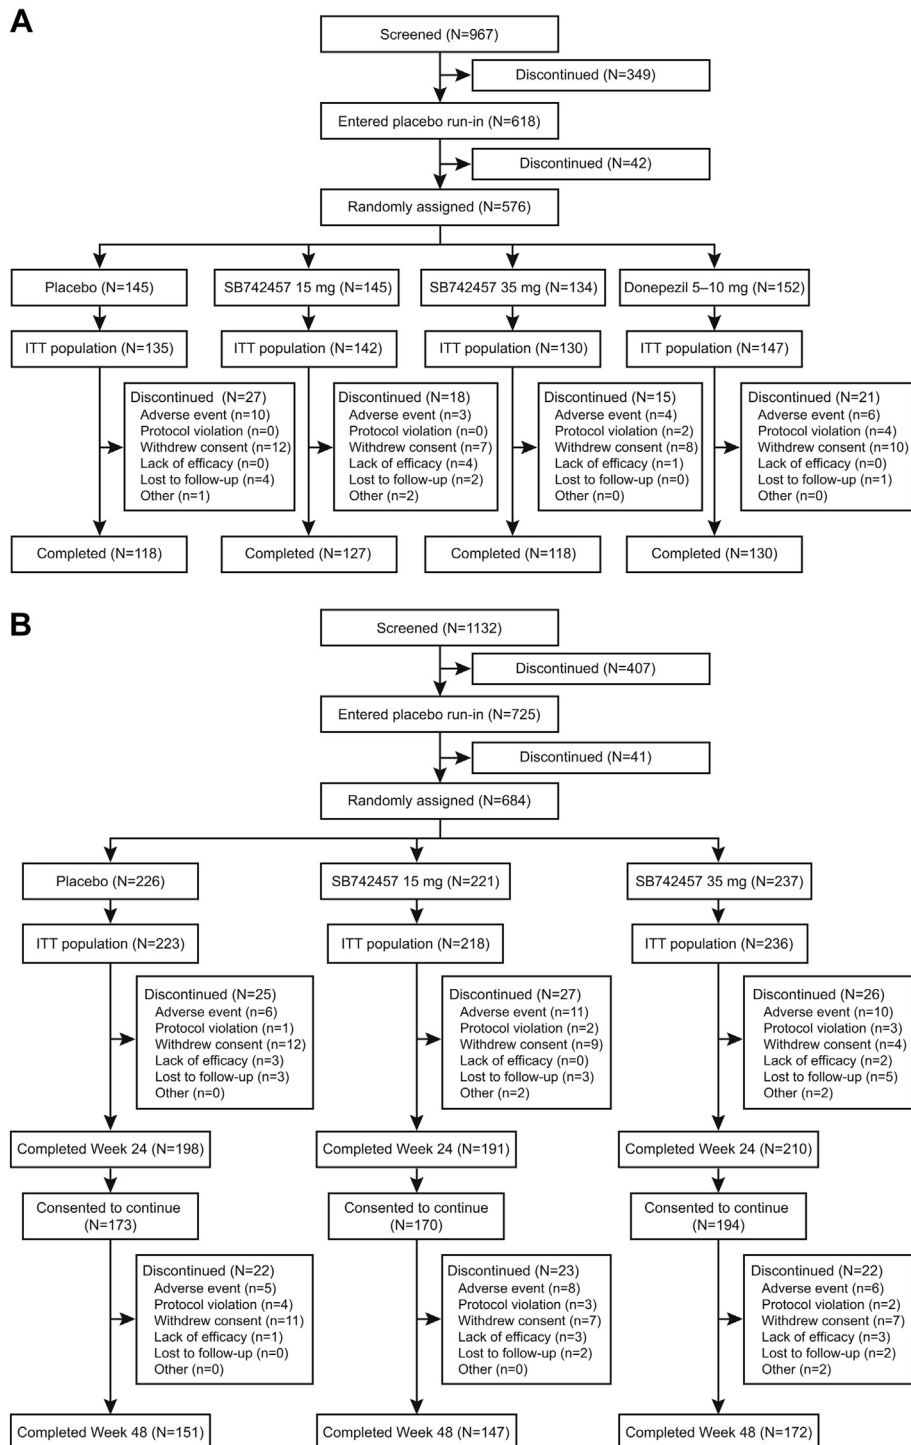 A
Screened (N=967)
Discontinued (N=349)
Entered placebo run-in (N=618)
Discontinued (N=42)
Randomly assigned (N=576)
Placebo (N=145)
SB742457 15 mg (N=145)
SB742457 35 mg (N=134)
Donepezil 5–10 mg (N=152)
ITT population (N=135)
ITT population (N=142)
ITT population (N=130)
ITT population (N=147)
Discontinued (N=27)
Adverse event (n=10)
Protocol violation (n=0)
Withdrew consent (n=12)
Lack of efficacy (n=0)
Lost to follow-up (n=4)
Other (n=1)
Discontinued (N=18)
Adverse event (n=3)
Protocol violation (n=0)
Withdrew consent (n=7)
Lack of efficacy (n=4)
Lost to follow-up (n=2)
Other (n=2)
Discontinued (N=15)
Adverse event (n=4)
Protocol violation (n=2)
Withdrew consent (n=8)
Lack of efficacy (n=1)
Lost to follow-up (n=0)
Other (n=0)
Discontinued (N=21)
Adverse event (n=6)
Protocol violation (n=4)
Withdrew consent (n=10)
Lack of efficacy (n=0)
Lost to follow-up (n=1)
Other (n=0)
Completed (N=118)
Completed (N=127)
Completed (N=118)
Completed (N=130)
B
Screened (N=1132)
Discontinued (N=407)
Entered placebo run-in (N=725)
Discontinued (N=41)
Randomly assigned (N=684)
Placebo (N=226)
SB742457 15 mg (N=221)
SB742457 35 mg (N=237)
ITT population (N=223)
ITT population (N=218)
ITT population (N=236)
Discontinued (N=25)
Adverse event (n=6)
Protocol violation (n=1)
Withdrew consent (n=12)
Lack of efficacy (n=3)
Lost to follow-up (n=3)
Other (n=0)
Discontinued (N=27)
Adverse event (n=11)
Protocol violation (n=2)
Withdrew consent (n=9)
Lack of efficacy (n=0)
Lost to follow-up (n=3)
Other (n=2)
Discontinued (N=26)
Adverse event (n=10)
Protocol violation (n=3)
Withdrew consent (n=4)
Lack of efficacy (n=2)
Lost to follow-up (n=5)
Other (n=2)
Completed Week 24 (N=198)
Completed Week 24 (N=191)
Completed Week 24 (N=210)
Consented to continue
(N=173)
Consented to continue
(N=170)
Consented to continue
(N=194)
Discontinued (N=22)
Adverse event (n=5)
Protocol violation (n=4)
Withdrew consent (n=11)
Lack of efficacy (n=1)
Lost to follow-up (n=0)
Other (n=0)
Discontinued (N=23)
Adverse event (n=8)
Protocol violation (n=3)
Withdrew consent (n=7)
Lack of efficacy (n=3)
Lost to follow-up (n=2)
Other (n=0)
Discontinued (N=22)
Adverse event (n=6)
Protocol violation (n=2)
Withdrew consent (n=7)
Lack of efficacy (n=3)
Lost to follow-up (n=2)
Other (n=2)
Completed Week 48 (N=151)
Completed Week 48 (N=147)
Completed Week 48 (N=172)